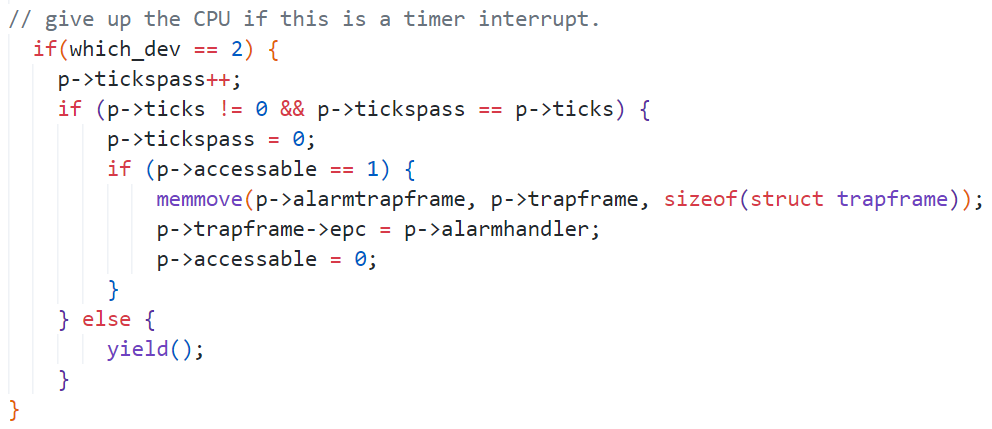 // give up the CPU if this is a timer interrupt.
if(which_dev == 2) {
p->tickspass++;
if (p->ticks != 0 && p->tickspass == p->ticks) {
p->tickspass = 0;
if (p->accessable == 1) {
memmove(p->alarmtrapframe, p->trapframe, sizeof(struct trapframe));
p->trapframe->epc = p->alarmhandler;
p->accessable = 0;
}
} else {
yield();
}
}